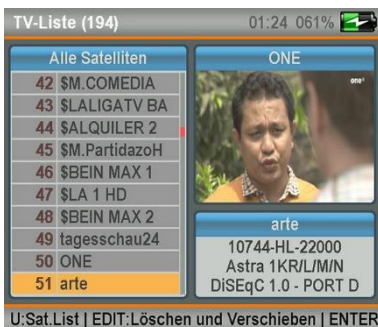 TV-Liste (194)
01:24 061%
Alle Satelliten
42 $M.COMEDIA
43 $LALIGATV BA
44 $ALQUILER 2
45 $M.PartidazoH
46 $BEIN MAX 1
47 $LA 1 HD
48 $BEIN MAX 2
49 tagesschau24
50 ONE
51 arte
ONE
one
arte
10744-HL-22000
Astra 1KR/L/M/N
DiSEqC 1.0 - PORT D
U:Sat.List | EDIT:Löschen und Verschieben | ENTER